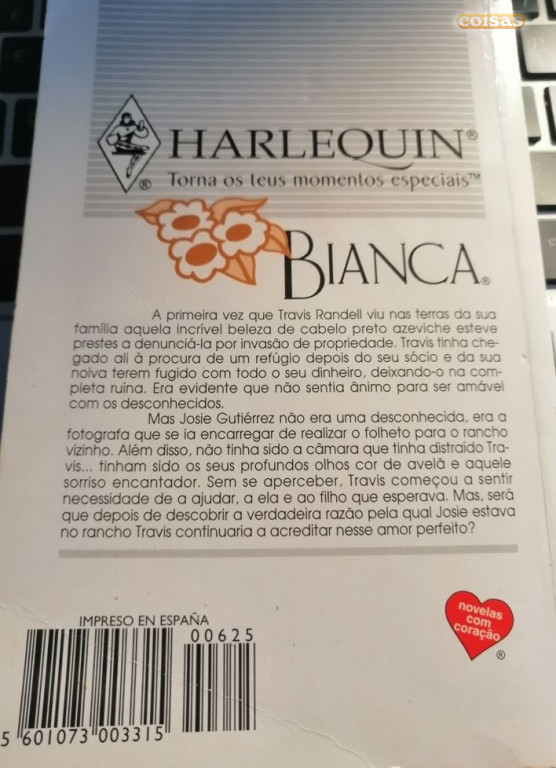 coisas
HARLEQUIN®
Torna os teus momentos especiais™
BIANCA®
A primeira vez que Travis Randell viu nas terras da sua
família aquela incrível beleza de cabelo preto azeviche esteve
prestes a denunciá-la por invasão de propriedade. Travis tinha che-
gado ali à procura de um refúgio depois do seu sócio e da sua
noiva terem fugido com todo o seu dinheiro, deixando-o na com-
pleta ruína. Era evidente que não sentia ânimo para ser amável
com os desconhecidos.
Mas Josie Gutiérrez não era uma desconhecida, era a
fotografa que se ia encarregar de realizar o folheto para o rancho
vizinho. Além disso, não tinha sido a câmara que tinha distraído Tra-
vis... tinham sido os seus profundos olhos cor de avelã e aquele
sorriso encantador. Sem se aperceber, Travis começou a sentir
necessidade de a ajudar, a ela e ao filho que esperava. Mas, será
que depois de descobrir a verdadeira razão pela qual Josie estava
no rancho Travis continuaria a acreditar nesse amor perfeito?
novelas
com
coração
®
IMPRESO EN ESPAÑA
00625
5 601073 003315